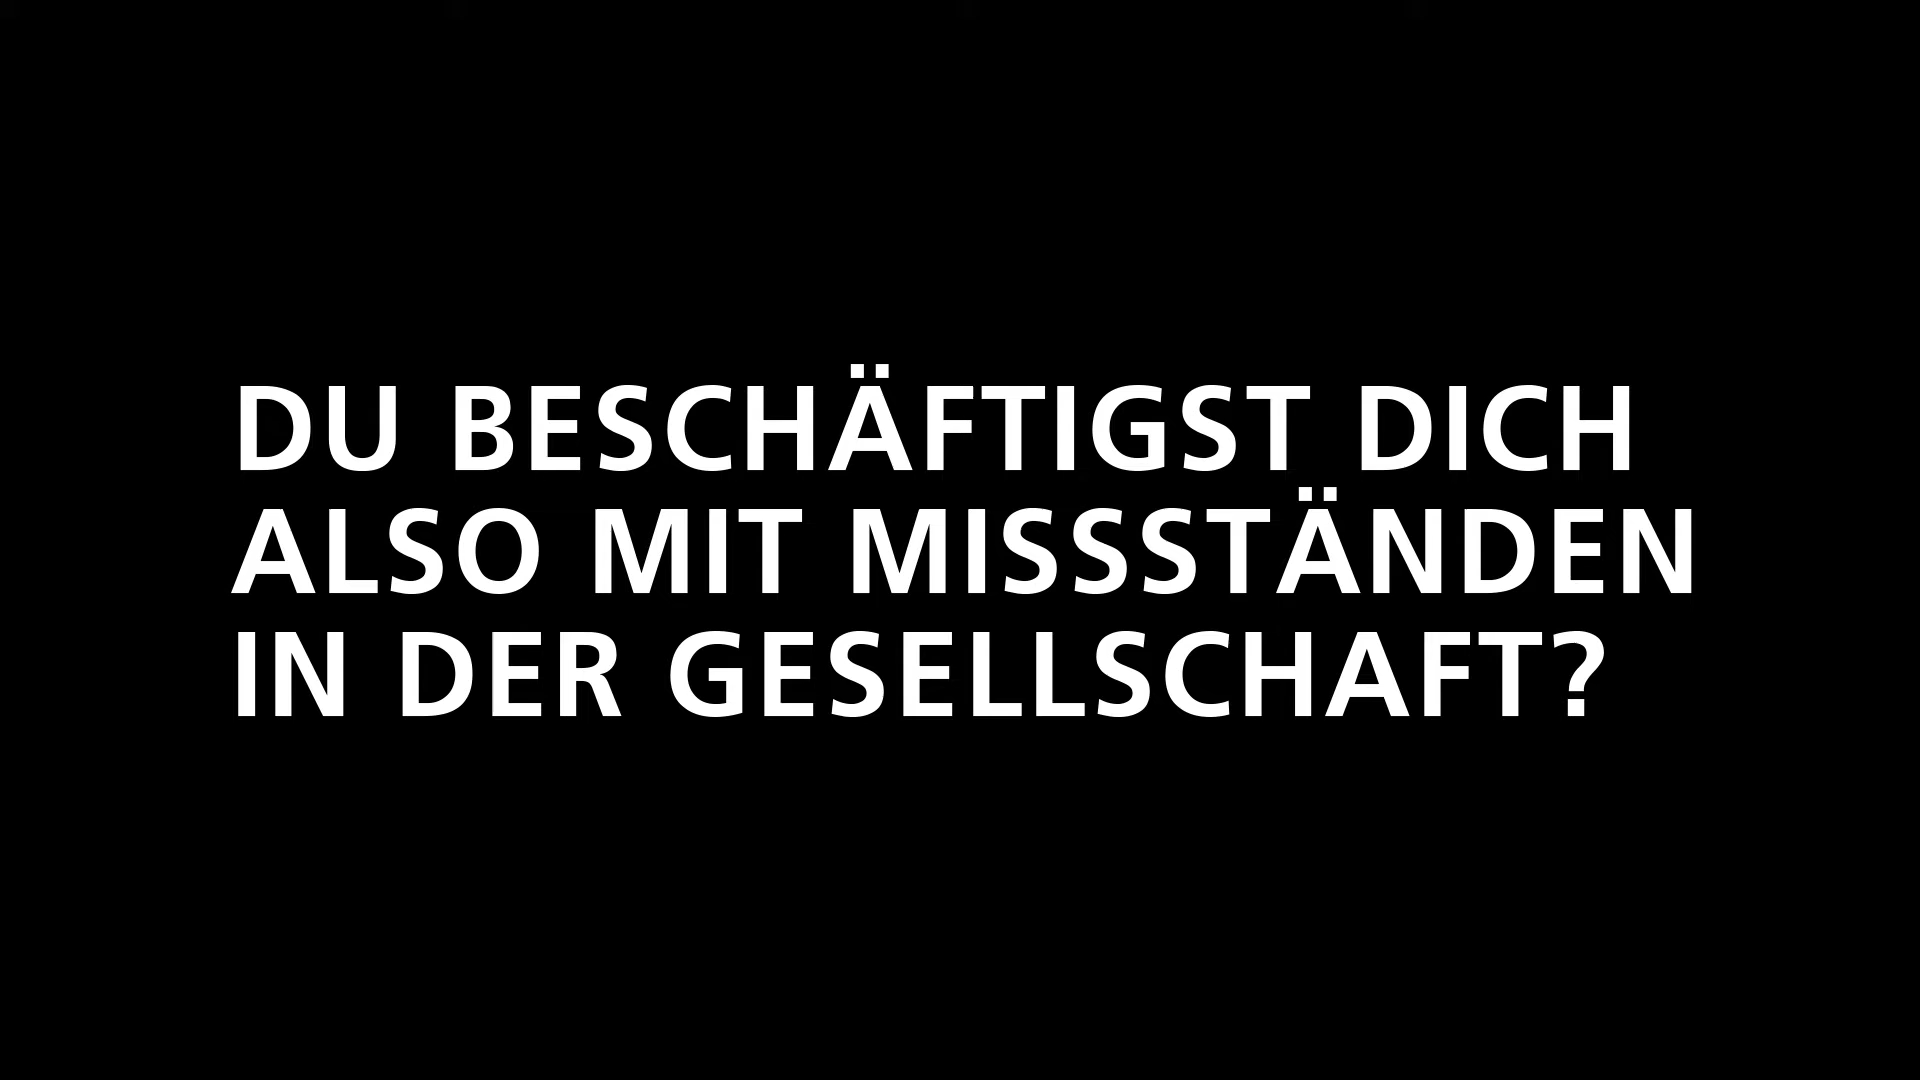 DU BESCHÄFTIGST DICH
ALSO MIT MISSSTÄNDEN
IN DER GESELLSCHAFT?